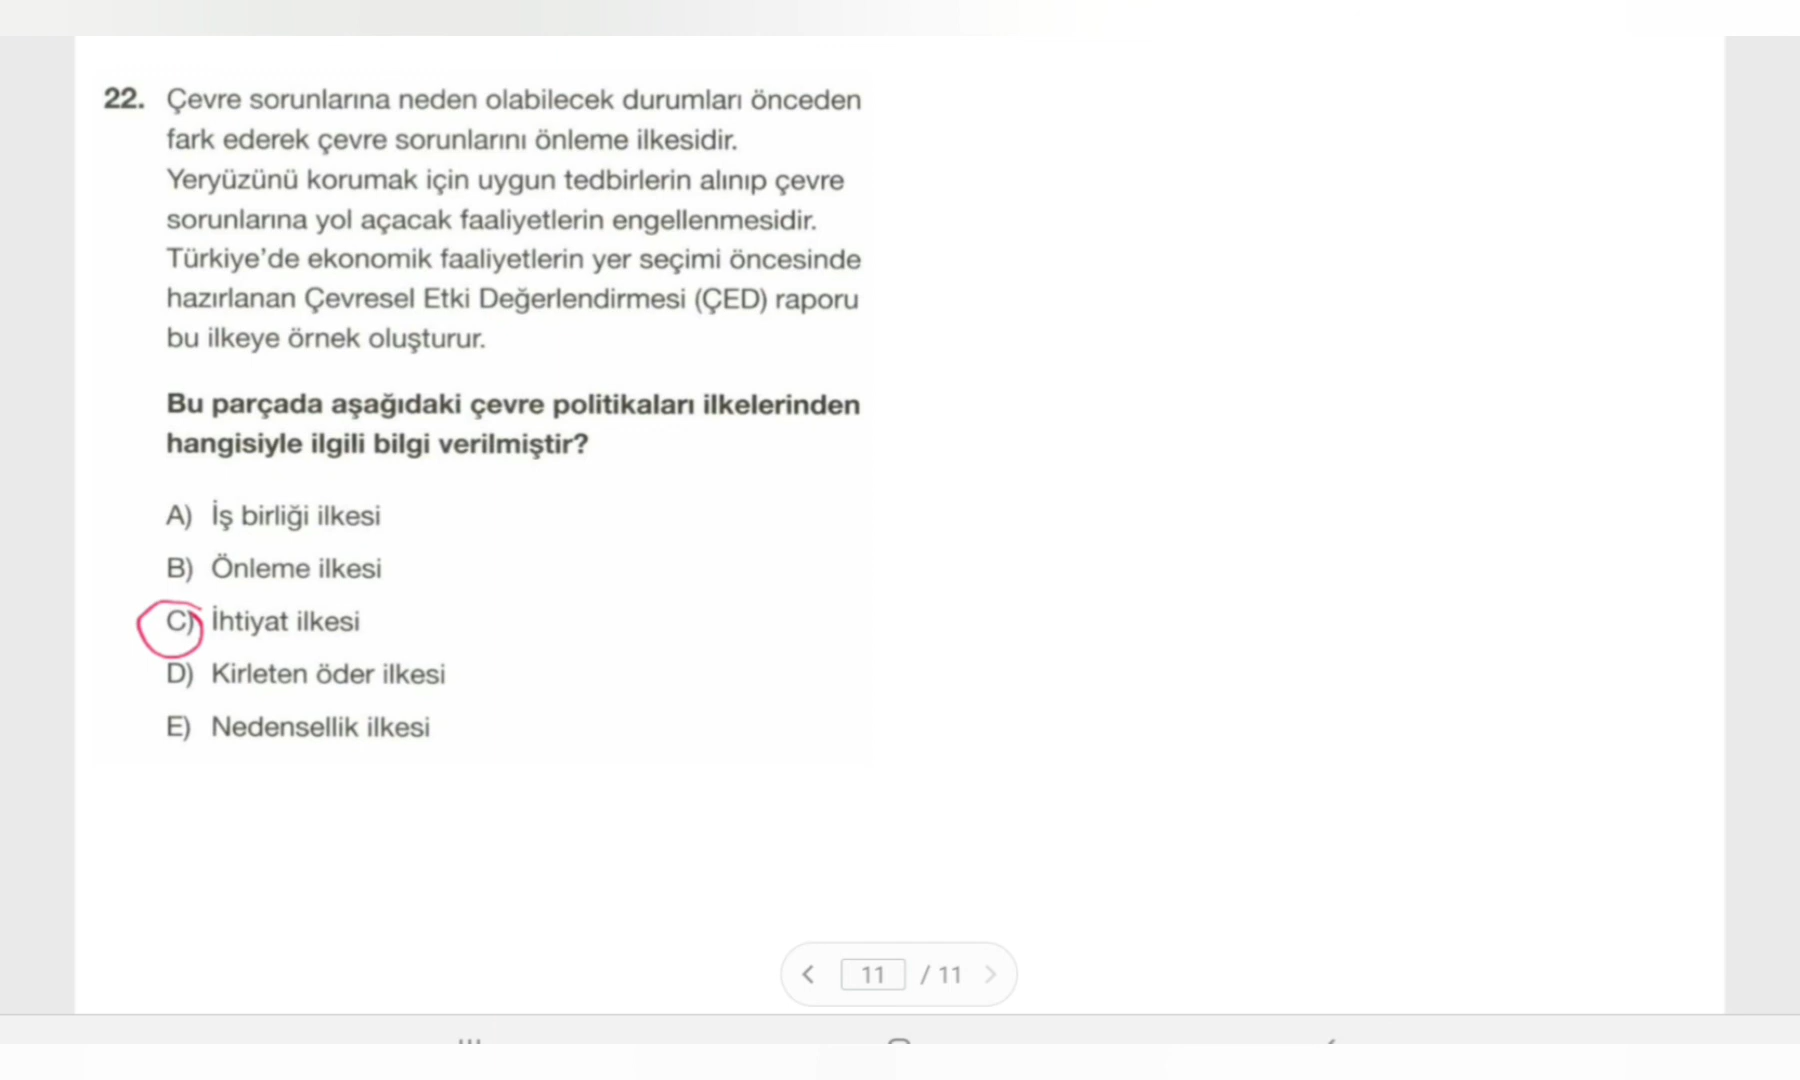 22. Çevre sorunlarına neden olabilecek durumları önceden
fark ederek çevre sorunlarını önleme ilkesidir.
Yeryüzünü korumak için uygun tedbirlerin alınıp çevre
sorunlarına yol açacak faaliyetlerin engellenmesidir.
Türkiye'de ekonomik faaliyetlerin yer seçimi öncesinde
hazırlanan Çevresel Etki Değerlendirmesi (ÇED) raporu
bu ilkeye örnek oluşturur.
Bu parçada aşağıdaki çevre politikaları ilkelerinden
hangisiyle ilgili bilgi verilmiştir?
A) İş birliği ilkesi
B) Önleme ilkesi
C) İhtiyat ilkesi
D) Kirleten öder ilkesi
E) Nedensellik ilkesi
11 / 11